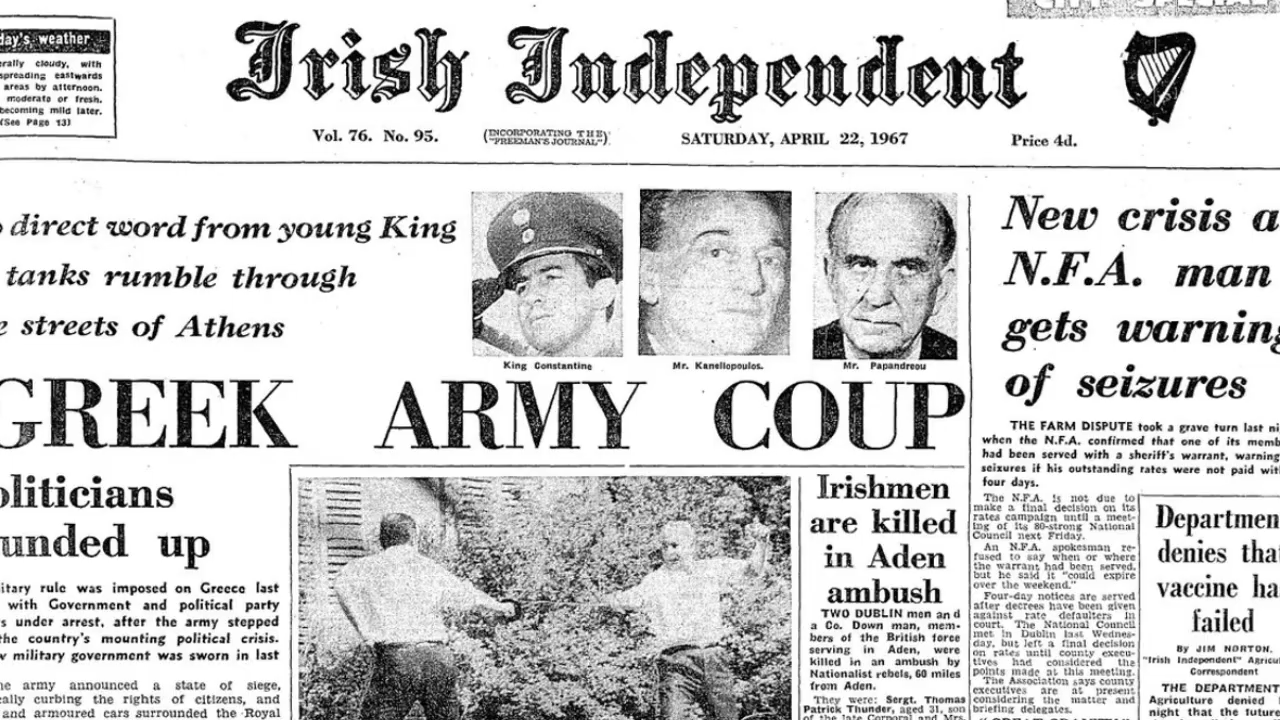 CITY SPECIAL
day's weather
erally cloudy, with
spreading eastwards
areas by afternoon.
moderate or fresh.
becoming mild later.
(See Page 13)
Irish Independent
Vol. 76. No. 95.
(INCORPORATING THE
"FREEMAN'S JOURNAL")
SATURDAY, APRIL 22, 1967
Price 4d.
direct word from young King
tanks rumble through
streets of Athens
King Constantine
Mr. Kanellopoulos.
Mr. Papandreou
GREEK ARMY COUP
oliticians
unded up
itary rule was imposed on Greece last
with Government and political party
s under arrest, after the army stepped
the country's mounting political crisis.
w military government was sworn in last
he army announced a state of siege,
cally curbing the rights of citizens, and
and armoured cars surrounded the Royal
Irishmen
are killed
in Aden
ambush
TWO DUBLIN men and
a Co. Down man, mem-
bers of the British force
serving in Aden, were
killed in an ambush by
Nationalist rebels, 60 miles
from Aden.
They were: Sergt. Thomas
Patrick Thunder, aged 31, son
of the late Corporal and Mrs.
New crisis a
N.F.A. man
gets warning
of seizures
THE FARM DISPUTE took a grave turn last ni
when the N.F.A. confirmed that one of its memb
had been served with a sheriff's warrant, warning
seizures if his outstanding rates were not paid wit
four days.
The N.F.A. is not due to
make a final decision on its
rates campaign until a meet-
ing of its 80-strong National
Council next Friday.
An N.F.A. spokesman re-
fused to say when or where
the warrant had been served,
but he said it "could expire
over the weekend."
Four-day notices are served
after decrees have been given
against rate defaulters in
court. The National Council
met in Dublin last Wednes-
day, but left a final decision
on rates until county execu-
tives had considered the
points made at this meeting.
The Association says county
executives are at present
considering the matter and
briefing delegates.
Departmen
denies tha
vaccine ha
failed
By JIM NORTON,
"Irish Independent" Agricu
Correspondent
THE DEPARTMENT
Agriculture denied
night that the future